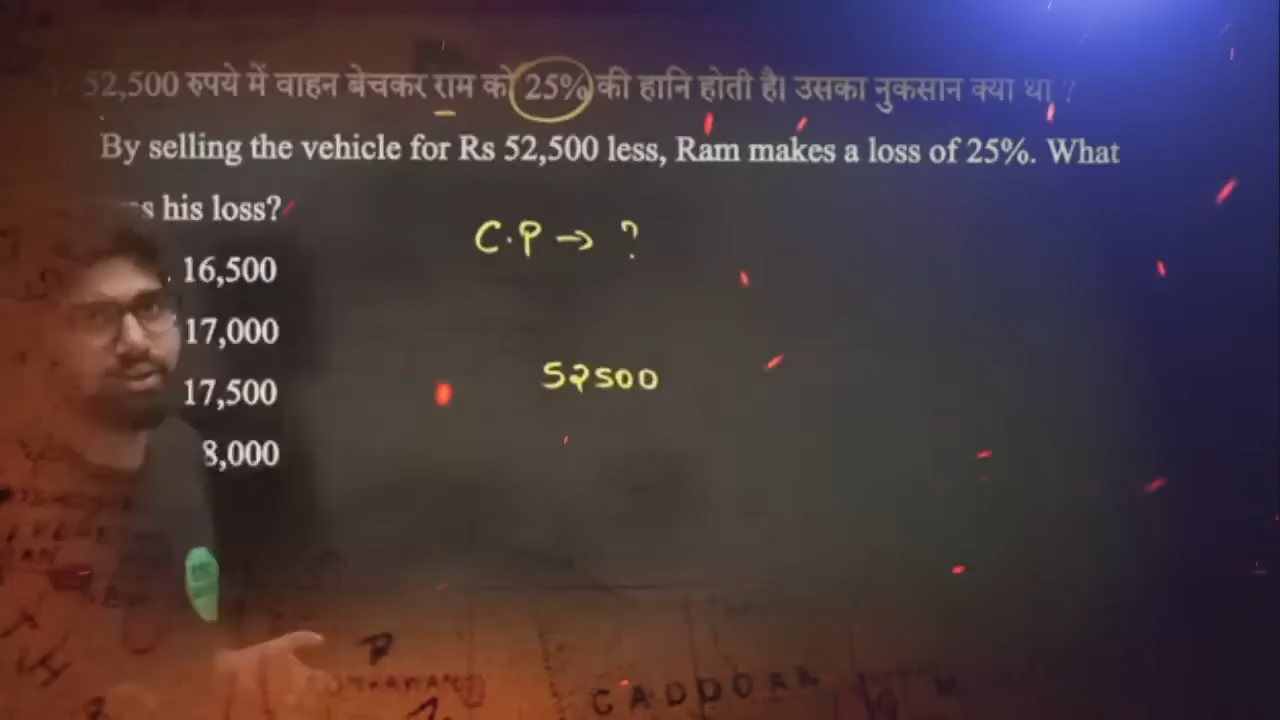 52,500 रुपये में वाहन बेचकर राम को 25% की हानि होती है। उसका नुकसान क्या था ?
By selling the vehicle for Rs 52,500 less, Ram makes a loss of 25%. What
his loss?
C.P → ?
16,500
17,000
17,500
52500
8,000
CADDOAA